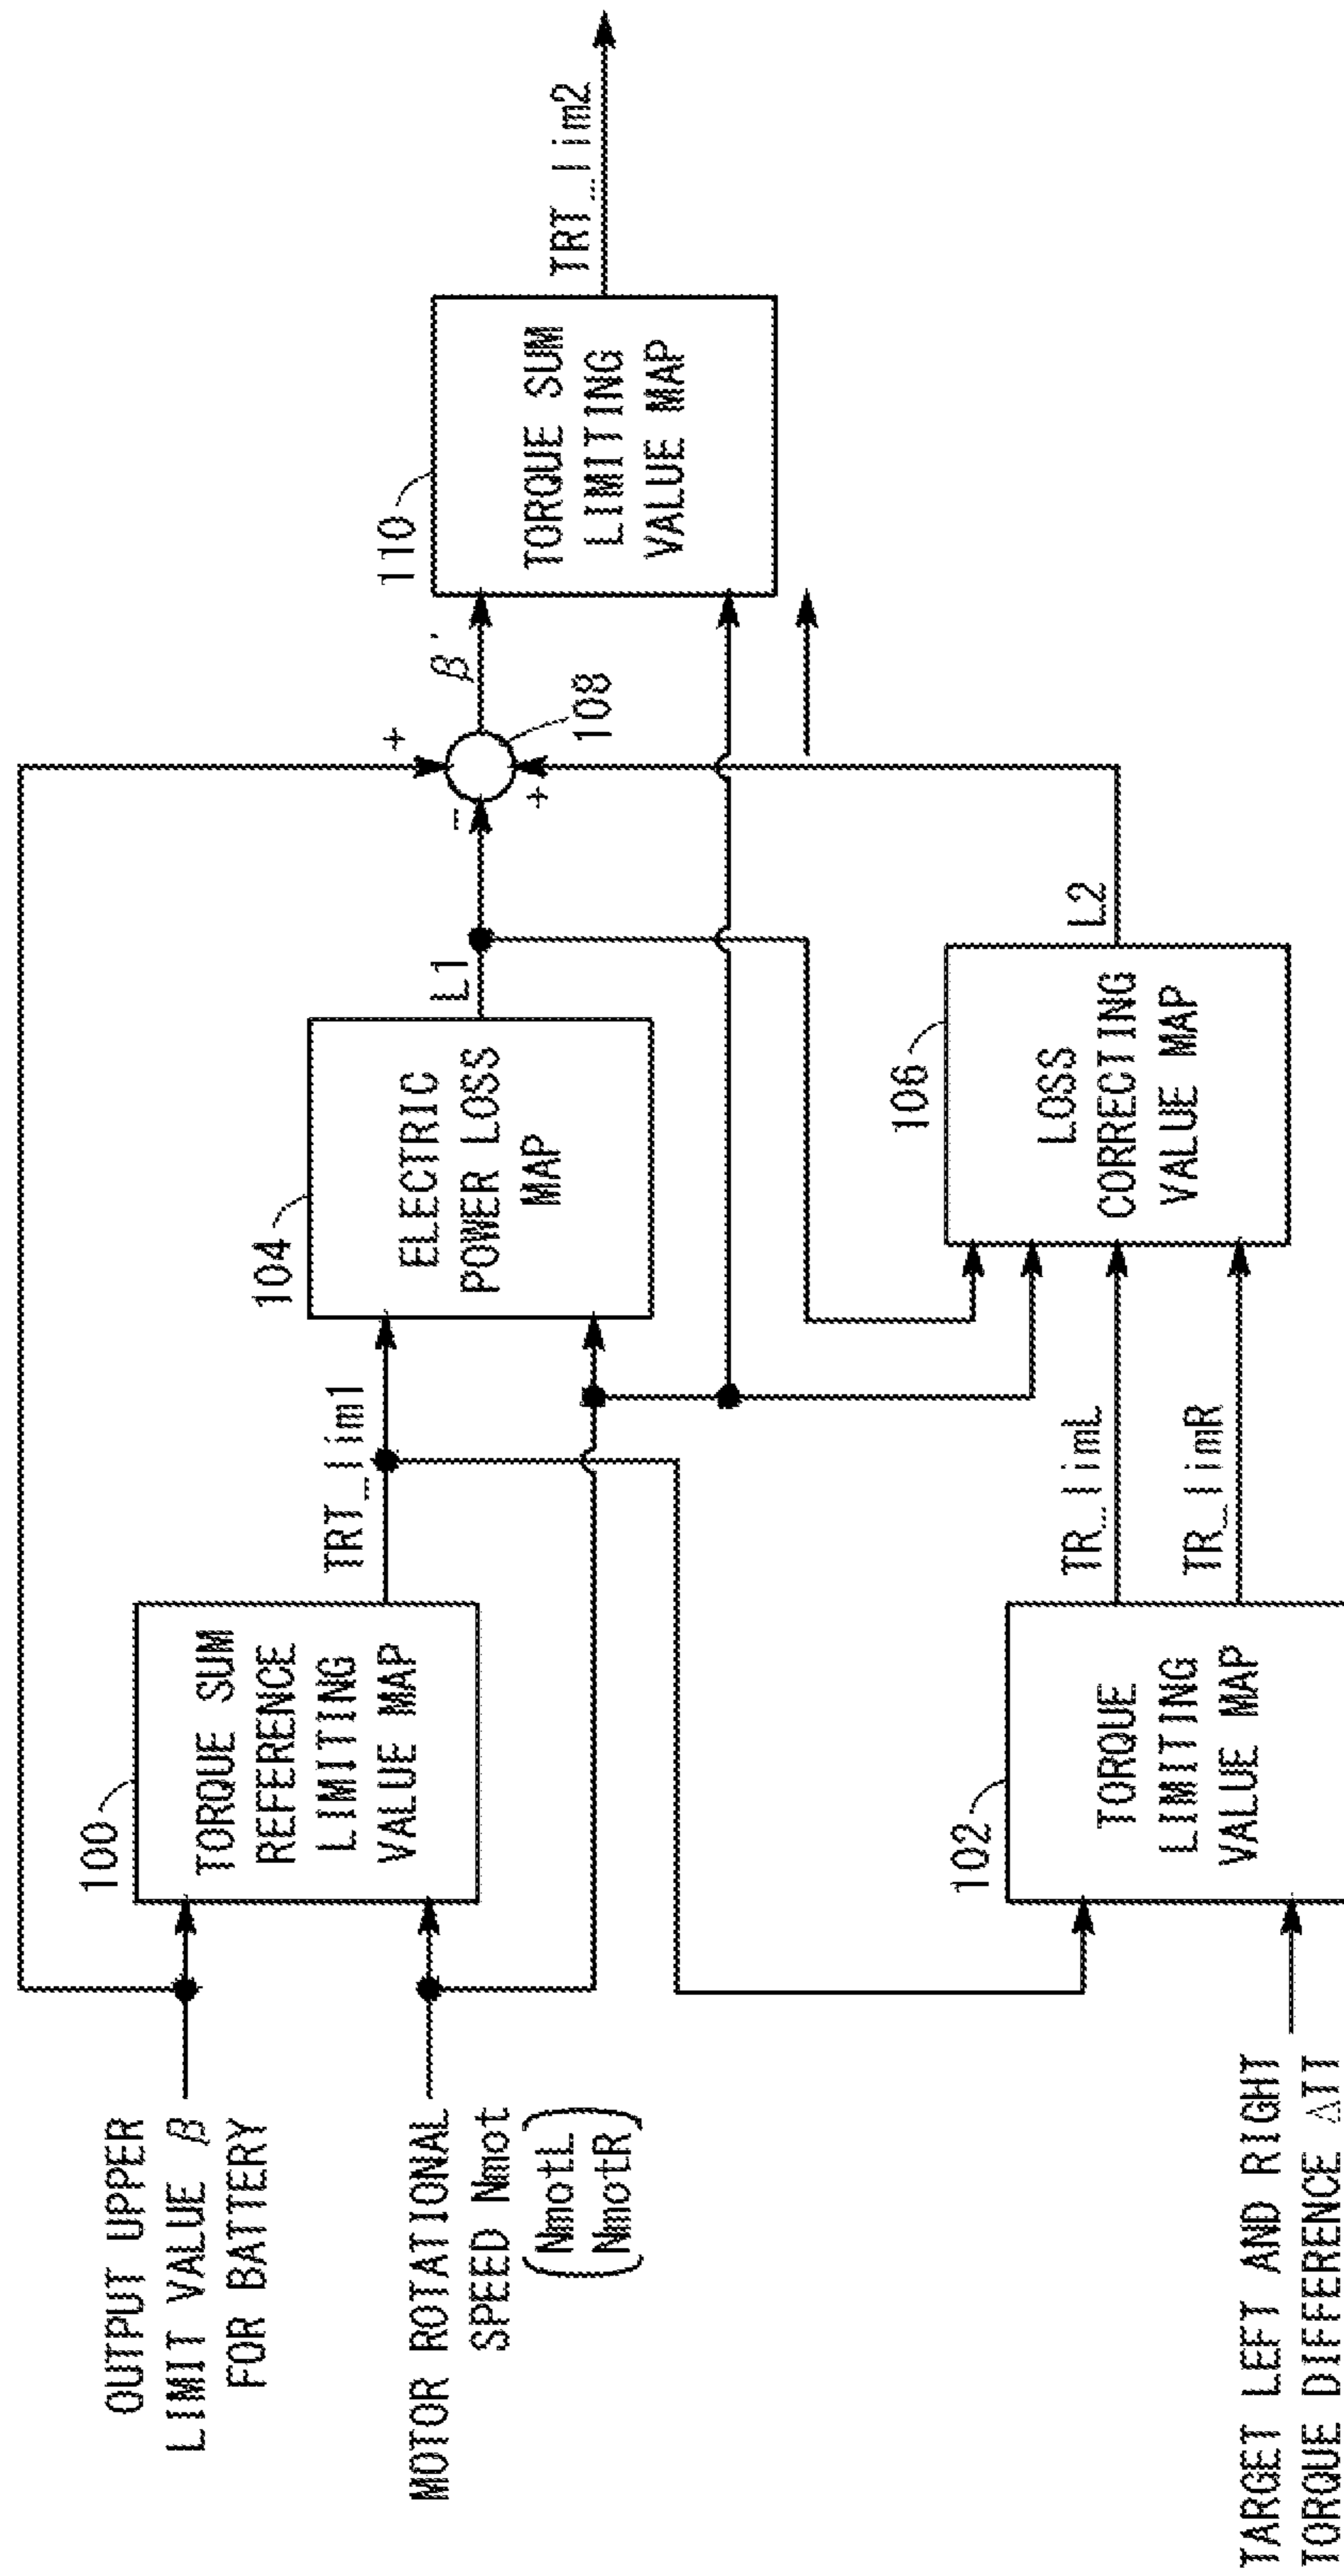 OUTPUT UPPER
LIMIT VALUE β
FOR BATTERY
MOTOR ROTATIONAL
SPEED Nmot
(NmotL
NmotR)
TARGET LEFT AND RIGHT
TORQUE DIFFERENCE ΔTT
100
TORQUE SUM
REFERENCE
LIMITING
VALUE MAP
TRT_lim1
102
TORQUE
LIMITING
VALUE MAP
TR_limL
TR_limR
104
ELECTRIC
POWER LOSS
MAP
L1
106
LOSS
CORRECTING
VALUE MAP
L2
+
−
+
108
β'
110
TORQUE SUM
LIMITING
VALUE MAP
TRT_lim2